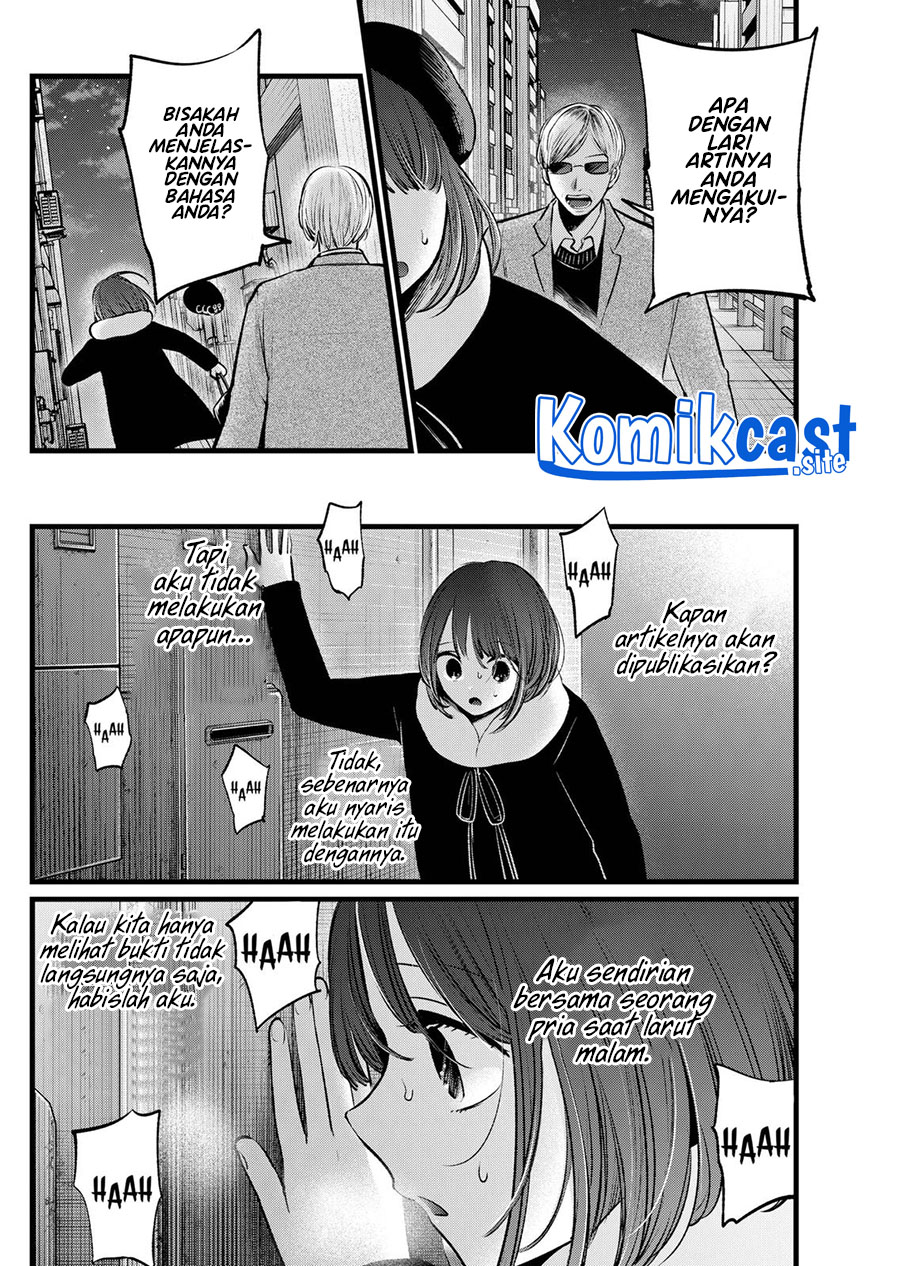 APA
DENGAN
LARI
ARTINYA
ANDA
MENGAKUI-
NYA?
BISAKAH
ANDA
MENJELAS-
KANNYA
DENGAN
BAHASA
ANDA?
Komikcast
.site
HAAH
HAAH
Kapan
artikelnya akan
dipublikasikan?
Tapi
aku tidak
melakukan
apapun...
HAAH
HAAH
Tidak,
sebenarnya
aku nyaris
melakukan itu
dengannya.
Aku sendirian
bersama seorang
pria saat larut
malam.
Kalau kita hanya
melihat bukti tidak
langsungnya saja,
habislah aku.
HAAH
HAAH
HAAH